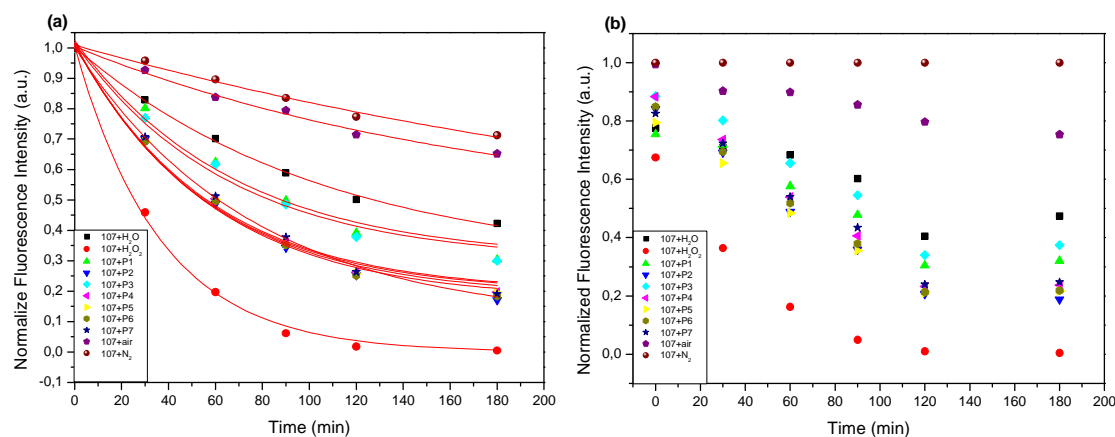 (a)
Normalize Fluorescence Intensity (a.u.)
1,0
0,9
0,8
0,7
0,6
0,5
0,4
0,3
0,2
0,1
0,0
-0,1
107+H₂O
107+H₂O₂
107+P1
107+P2
107+P3
107+P4
107+P5
107+P6
107+P7
107+air
107+N₂
0 20 40 60 80 100 120 140 160 180 200
Time (min)
(b)
Normalized Fluorescence Intensity (a.u.)
1,0
0,8
0,6
0,4
0,2
0,0
107+H₂O
107+H₂O₂
107+P1
107+P2
107+P3
107+P4
107+P5
107+P6
107+P7
107+air
107+N₂
0 20 40 60 80 100 120 140 160 180 200
Time (min)